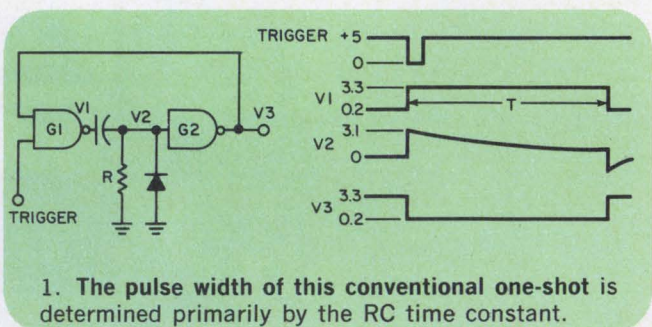 TRIGGER +5
0
V1 3.3
0.2
T
V2 3.1
0
V3 3.3
0.2
G1
V1
V2
G2
V3
R
TRIGGER
1. The pulse width of this conventional one-shot is
determined primarily by the RC time constant.